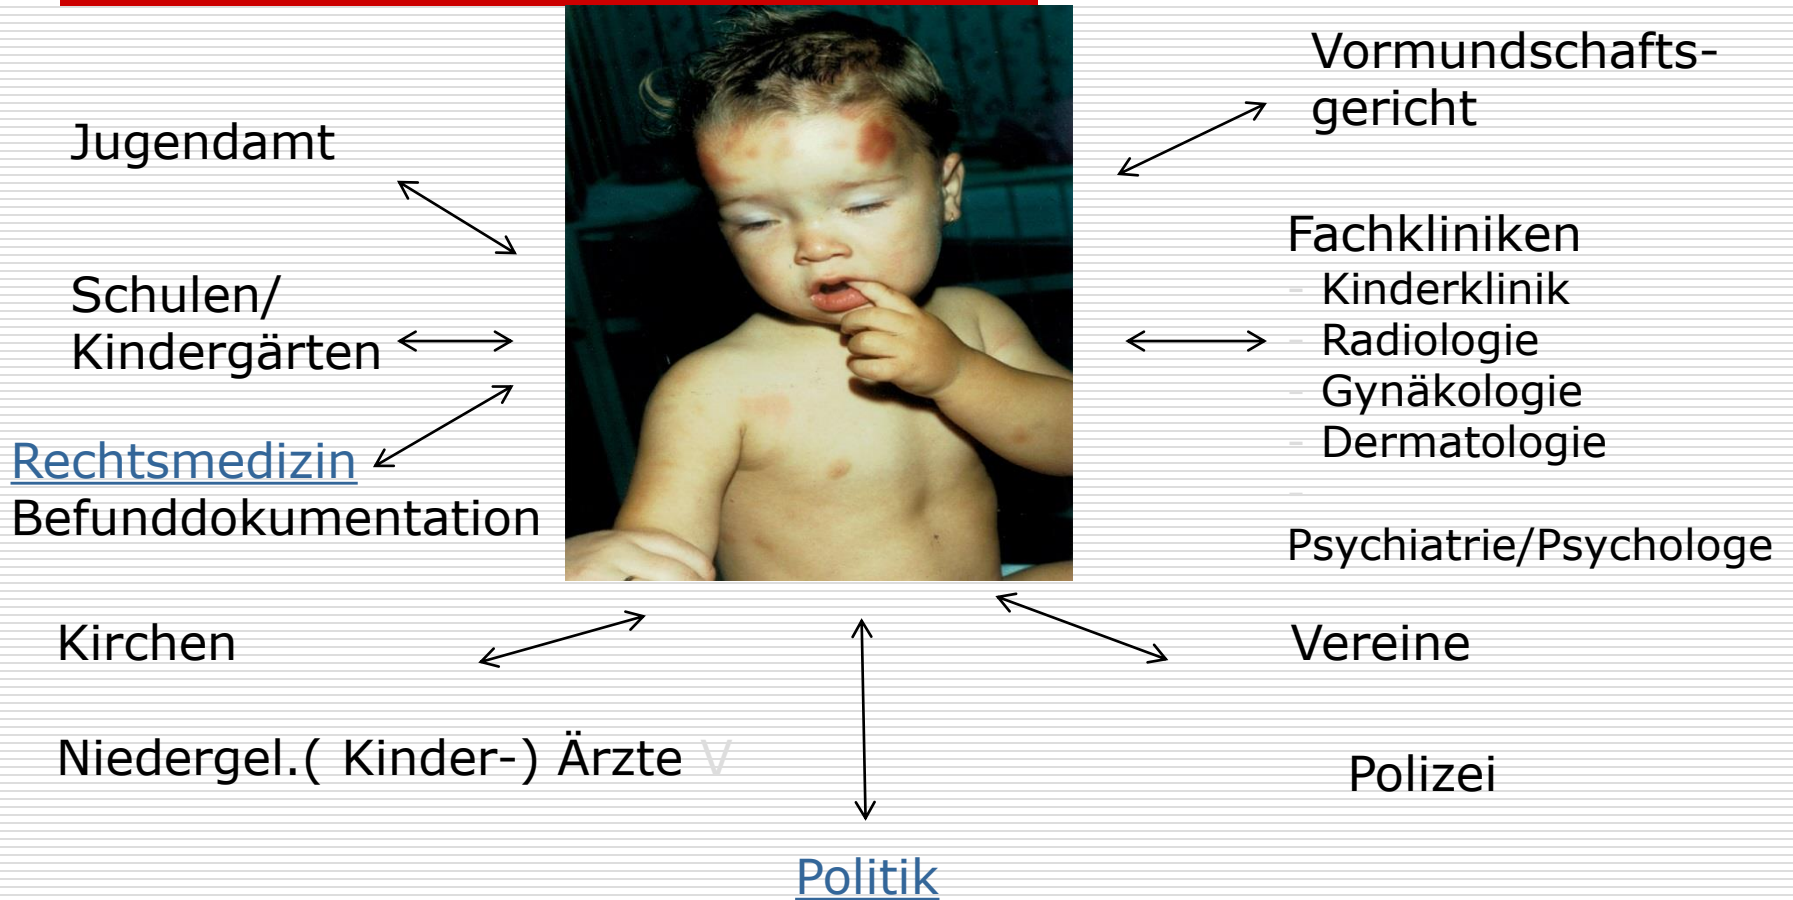 Jugendamt
Schulen/
Kindergärten
Rechtsmedizin
Befunddokumentation
Kirchen
Niedergel.( Kinder-) Ärzte V
Vormundschafts-
gericht
Fachkliniken
- Kinderklinik
- Radiologie
- Gynäkologie
- Dermatologie
-
Psychiatrie/Psychologe
Vereine
Polizei
Politik